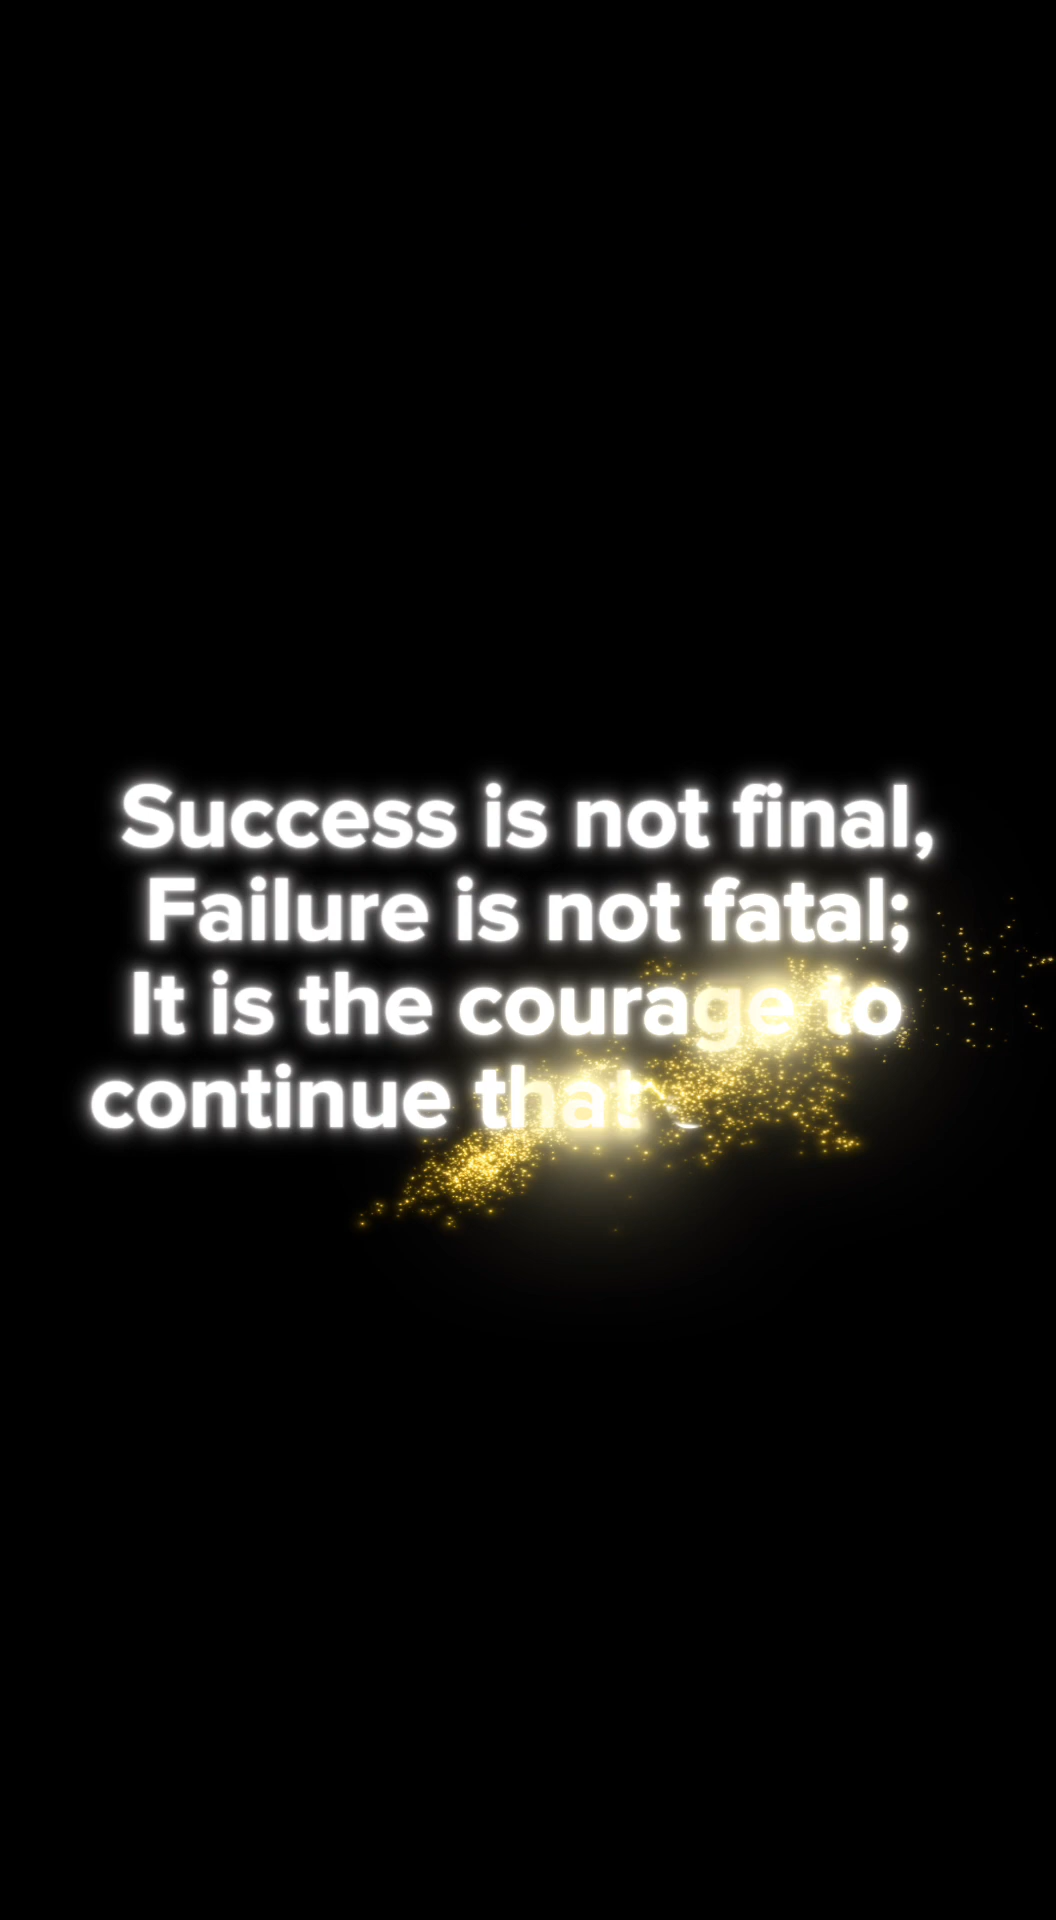 Success is not final,
Failure is not fatal;
It is the courage to
continue that